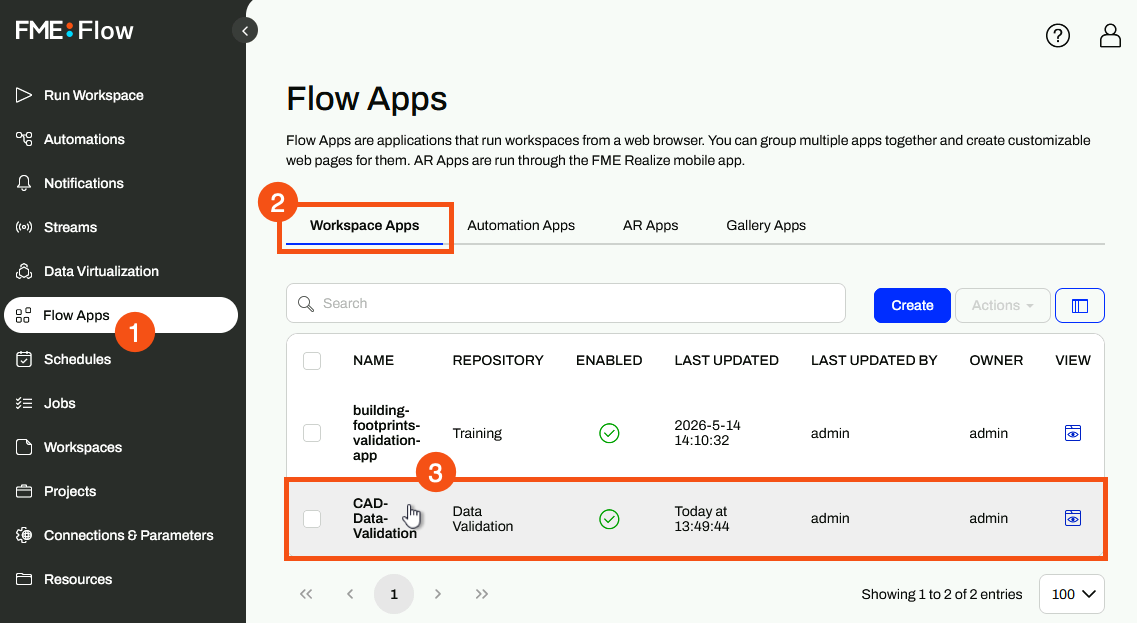 FME:Flow
Run Workspace
Automations
Notifications
Streams
Data Virtualization
Flow Apps
1
Schedules
Jobs
Workspaces
Projects
Connections & Parameters
Resources
?
Flow Apps
Flow Apps are applications that run workspaces from a web browser. You can group multiple apps together and create customizable
web pages for them. AR Apps are run through the FME Realize mobile app.
2
Workspace Apps Automation Apps AR Apps Gallery Apps
Search
Create Actions
NAME REPOSITORY ENABLED LAST UPDATED LAST UPDATED BY OWNER VIEW
building-
footprints-
validation-
app
Training
2026-5-14
14:10:32
admin
admin
3
CAD-
Data-
Validation
Data
Validation
Today at
13:49:44
admin
admin
1
Showing 1 to 2 of 2 entries
100